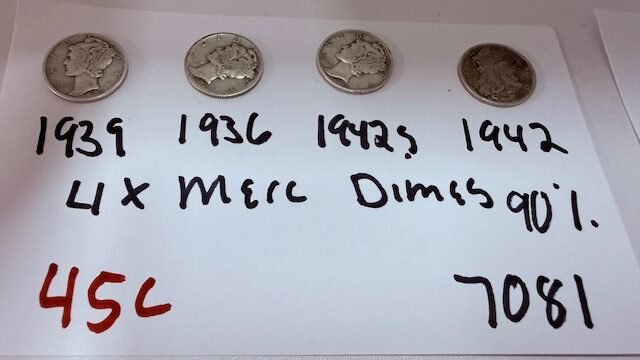 1939 1936 1942s 1942
4x Merc Dimes 90%
45c 7081